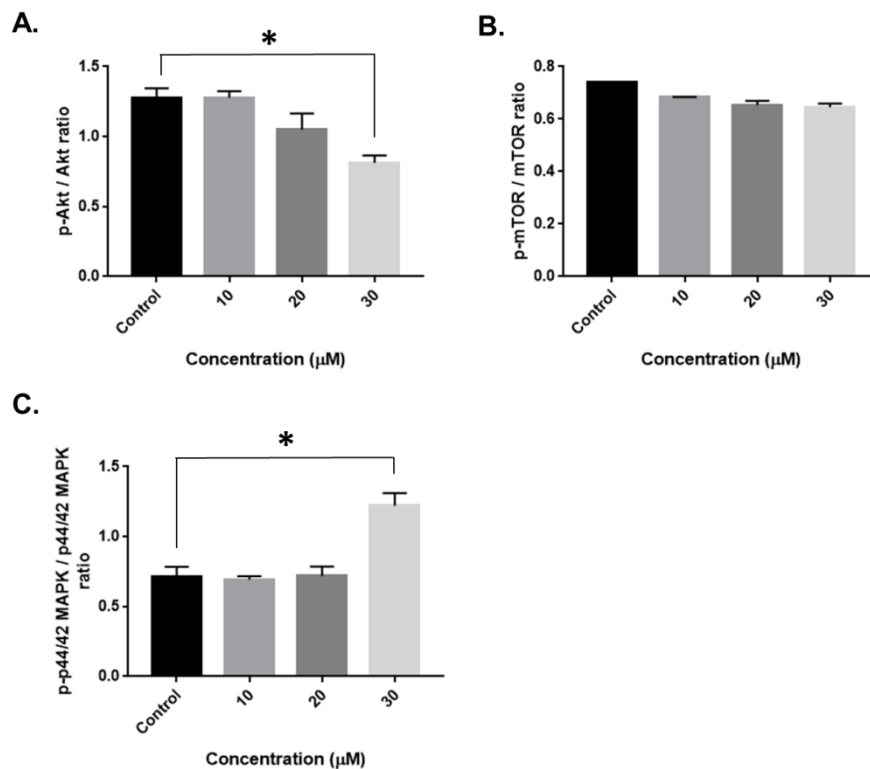 A.
*
p-Akt / Akt ratio
1.5
1.0
0.5
0.0
Control
10
20
30
Concentration (μM)
B.
p-mTOR / mTOR ratio
0.8
0.6
0.4
0.2
0.0
Control
10
20
30
Concentration (μM)
C.
*
p-p44/42 MAPK / p44/42 MAPK
ratio
1.5
1.0
0.5
0.0
Control
10
20
30
Concentration (μM)